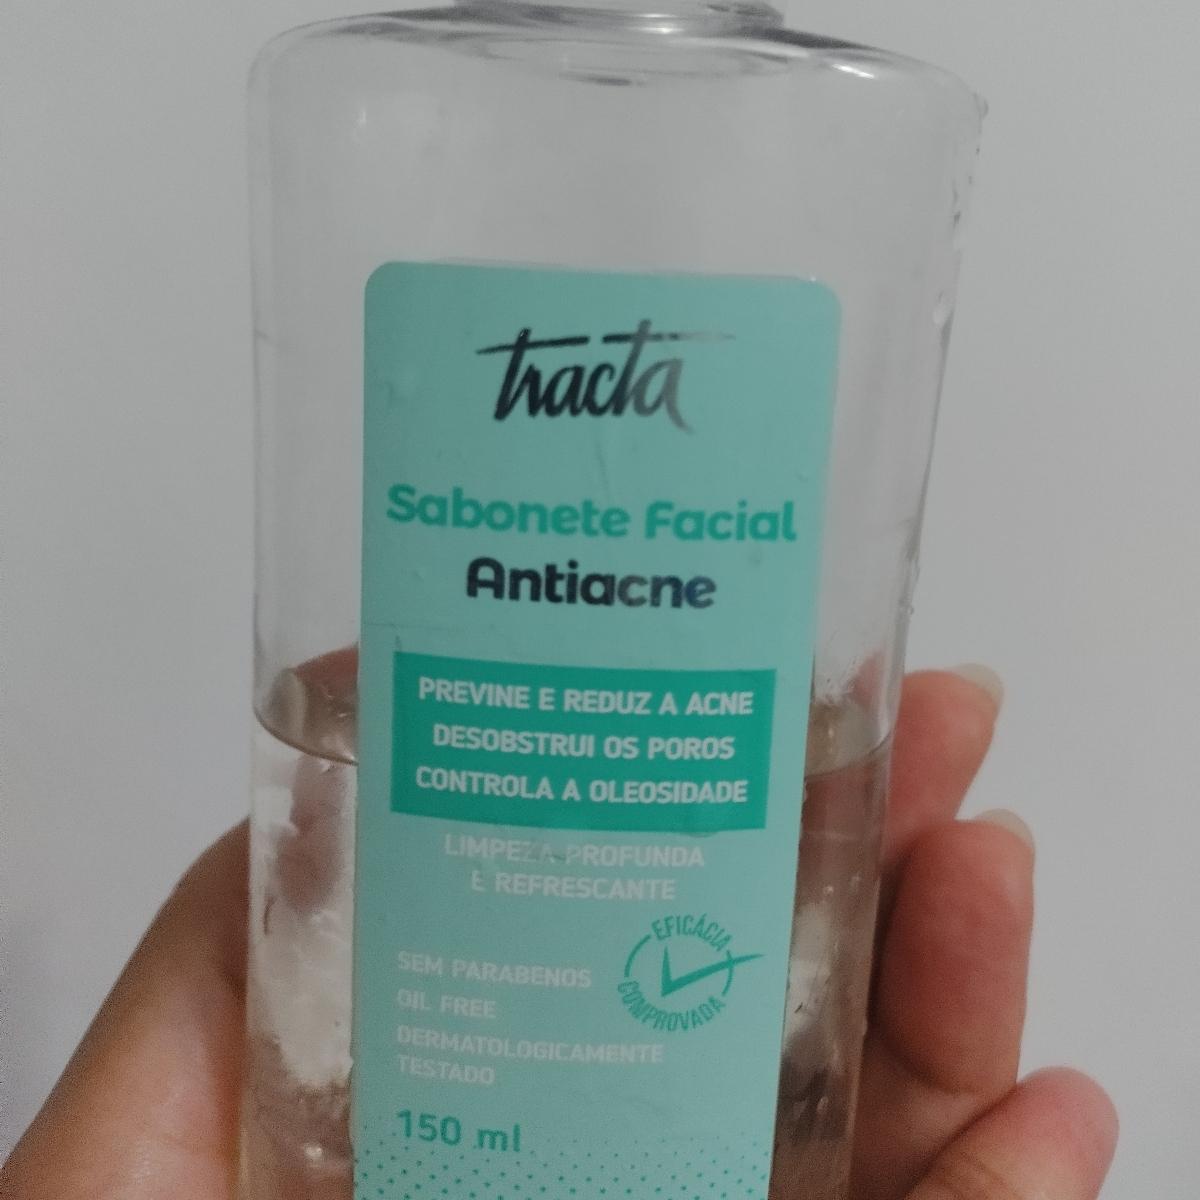 tracta
Sabonete Facial
Antiacne
PREVINE E REDUZ A ACNE
DESOBSTRUI OS POROS
CONTROLA A OLEOSIDADE
LIMPEZA PROFUNDA
E REFRESCANTE
EFICÁCIA
COMPROVADA
SEM PARABENOS
OIL FREE
DERMATOLOGICAMENTE
TESTADO
150 ml